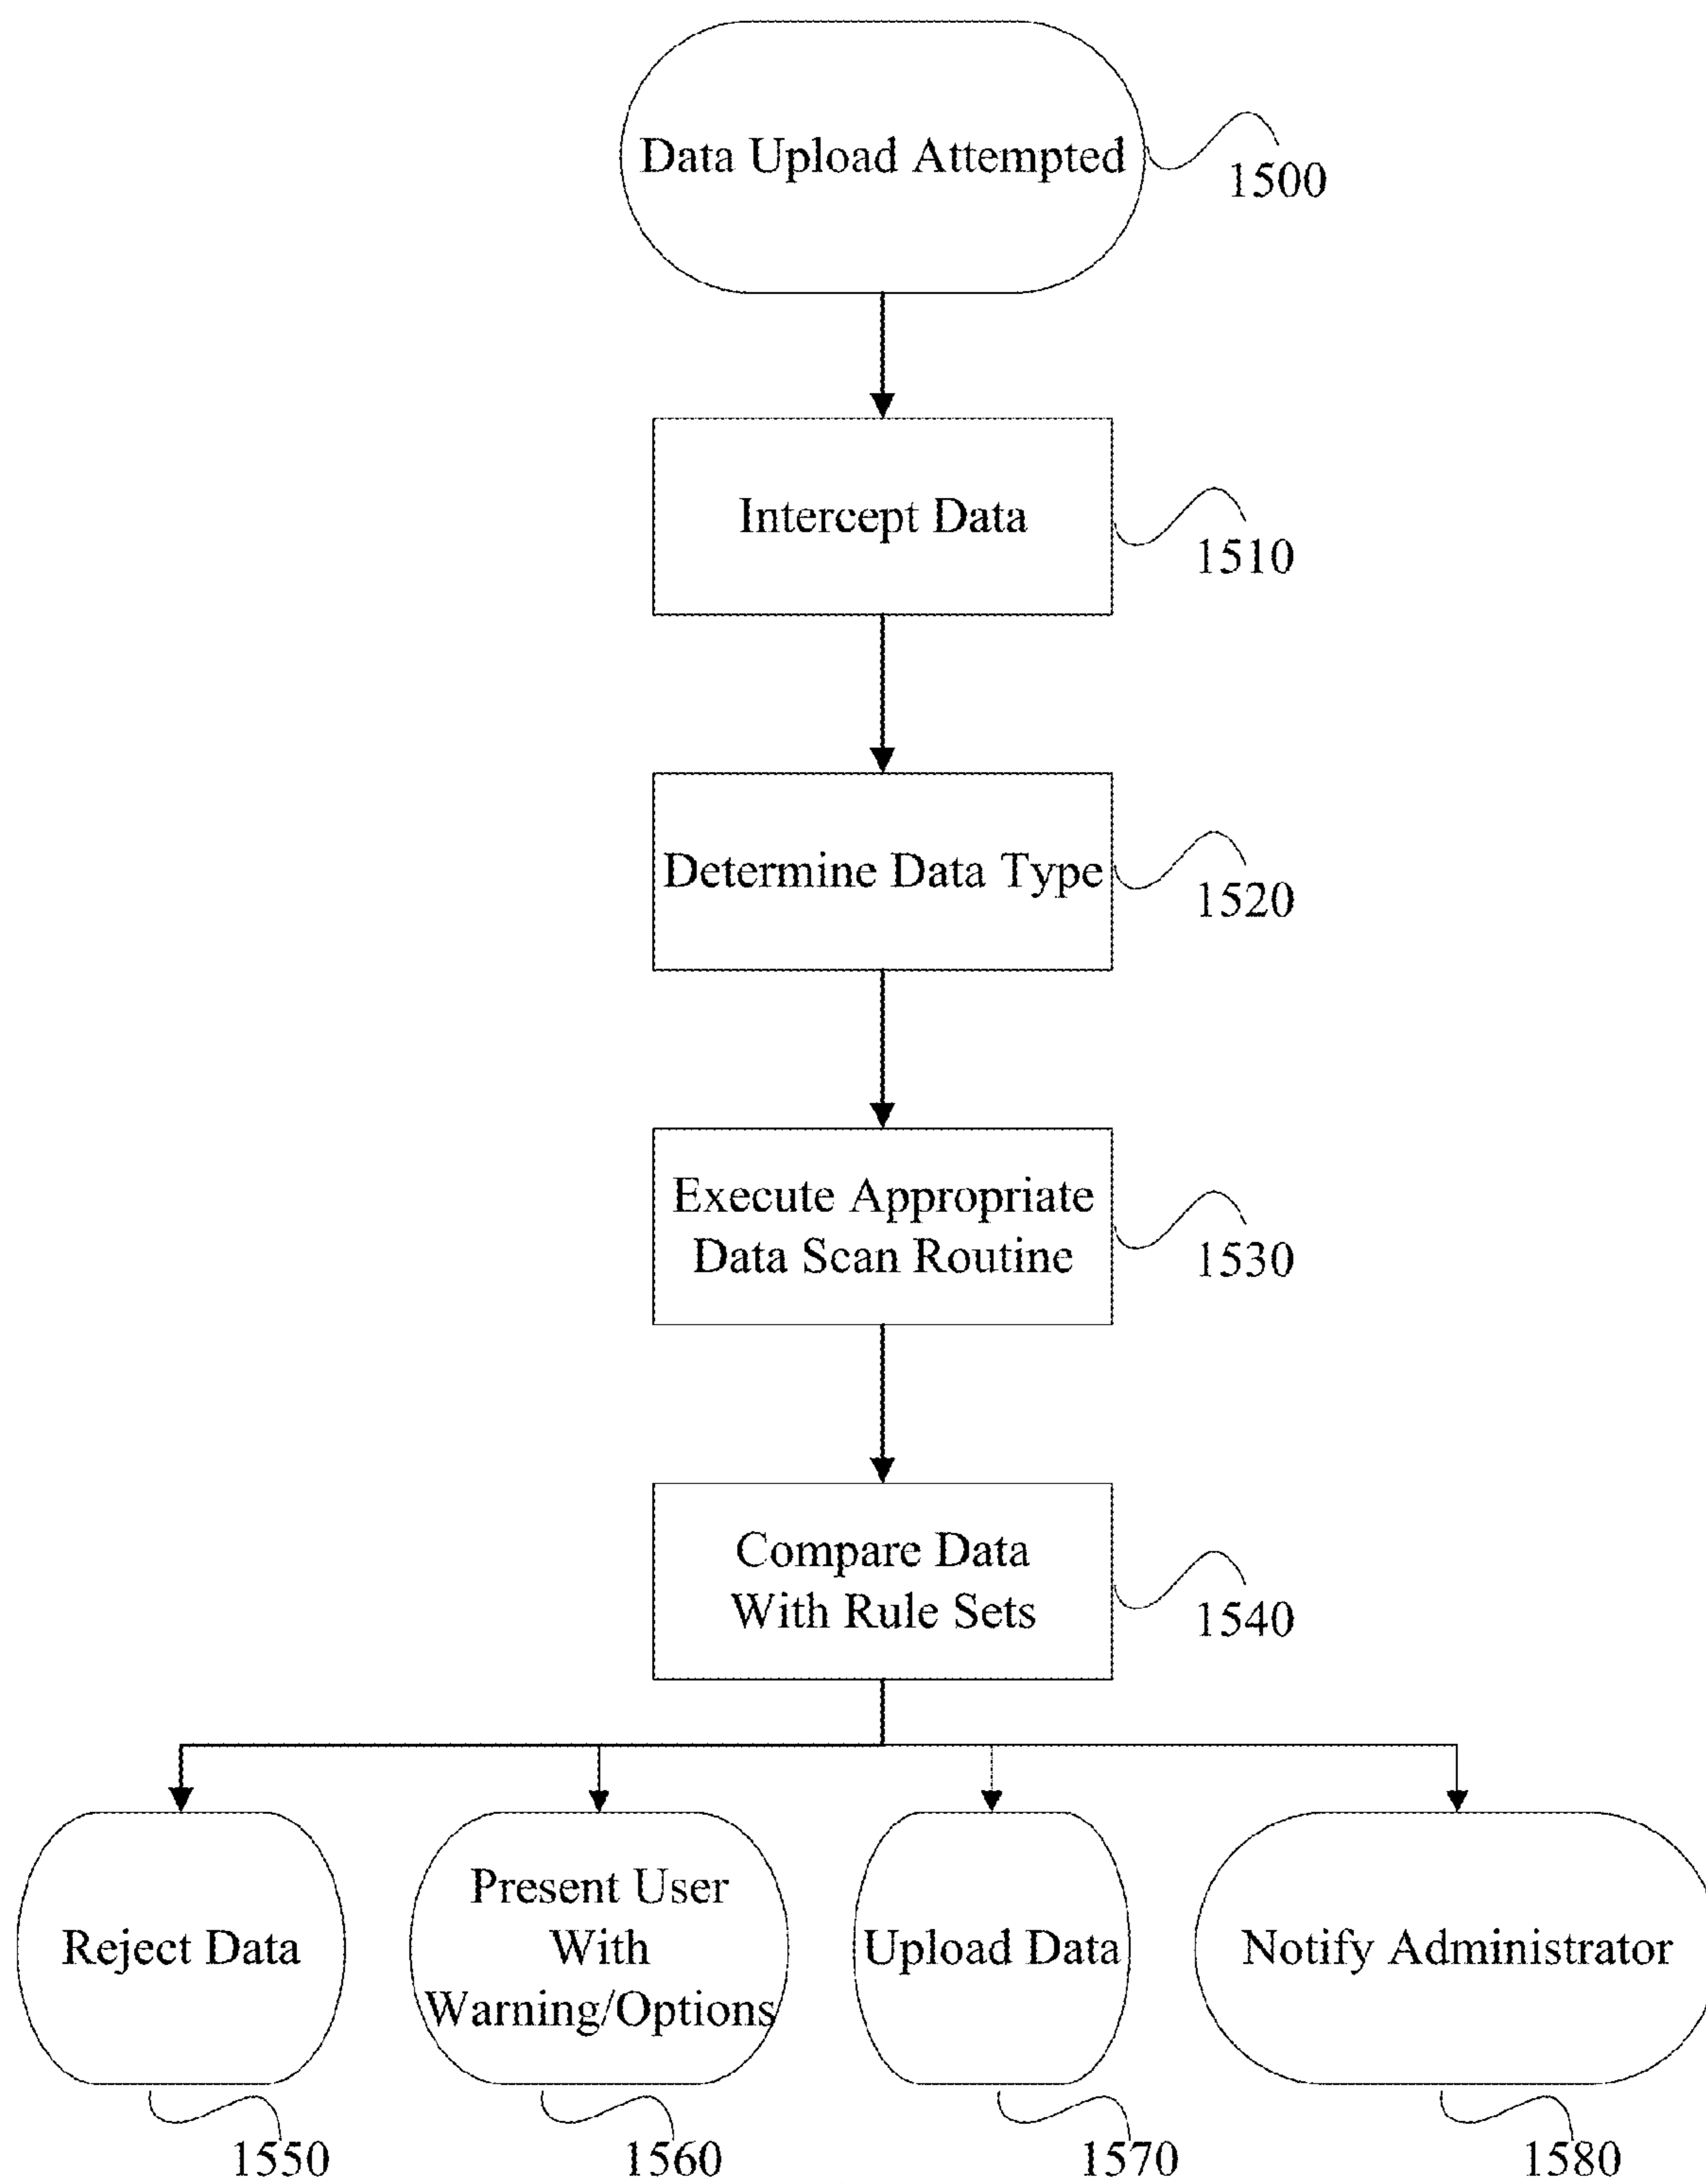 Data Upload Attempted
1500
Intercept Data
1510
Determine Data Type
1520
Execute Appropriate
Data Scan Routine
1530
Compare Data
With Rule Sets
1540
Reject Data
Present User
With
Warning/Options
Upload Data
Notify Administrator
1550
1560
1570
1580